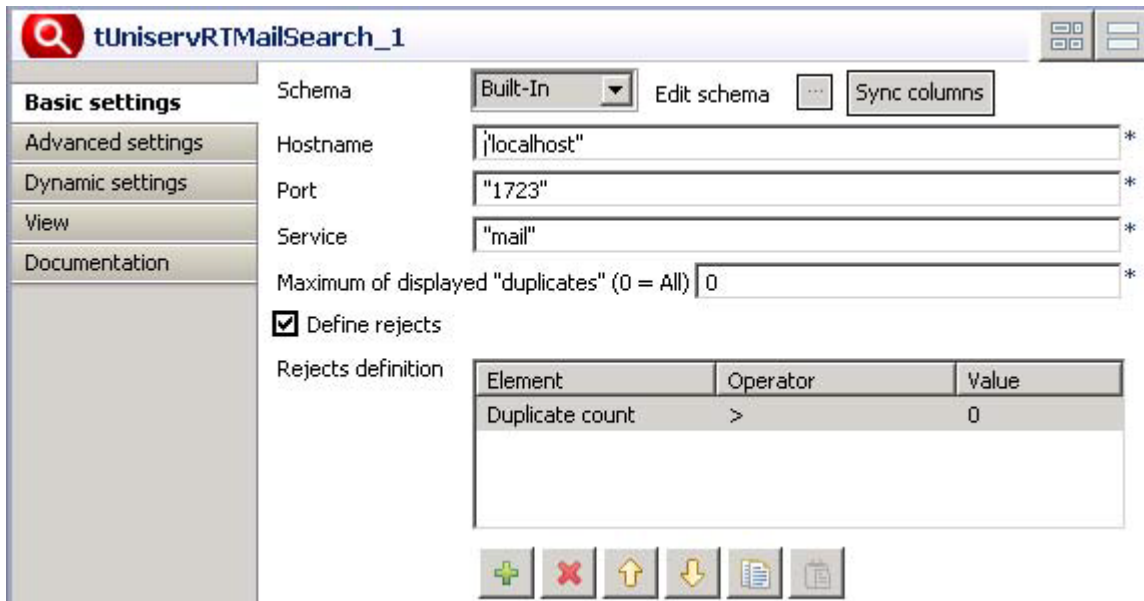 tUniservRTMailSearch_1
Basic settings
Advanced settings
Dynamic settings
View
Documentation
Schema Built-In Edit schema ... Sync columns
Hostname "localhost" *
Port "1723" *
Service "mail" *
Maximum of displayed "duplicates" (0 = All) 0 *
Define rejects
Rejects definition
Element Operator Value
Duplicate count > 0